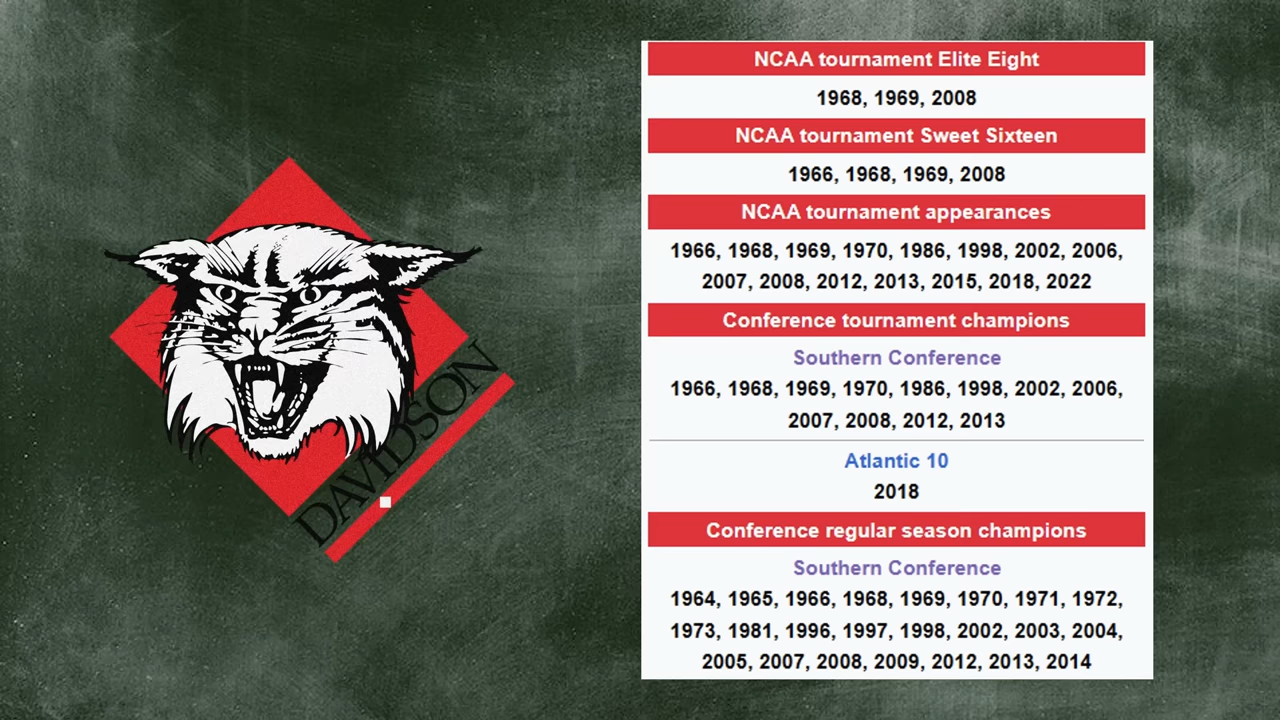 DAVIDSON
NCAA tournament Elite Eight
1968, 1969, 2008
NCAA tournament Sweet Sixteen
1966, 1968, 1969, 2008
NCAA tournament appearances
1966, 1968, 1969, 1970, 1986, 1998, 2002, 2006,
2007, 2008, 2012, 2013, 2015, 2018, 2022
Conference tournament champions
Southern Conference
1966, 1968, 1969, 1970, 1986, 1998, 2002, 2006,
2007, 2008, 2012, 2013
Atlantic 10
2018
Conference regular season champions
Southern Conference
1964, 1965, 1966, 1968, 1969, 1970, 1971, 1972,
1973, 1981, 1996, 1997, 1998, 2002, 2003, 2004,
2005, 2007, 2008, 2009, 2012, 2013, 2014